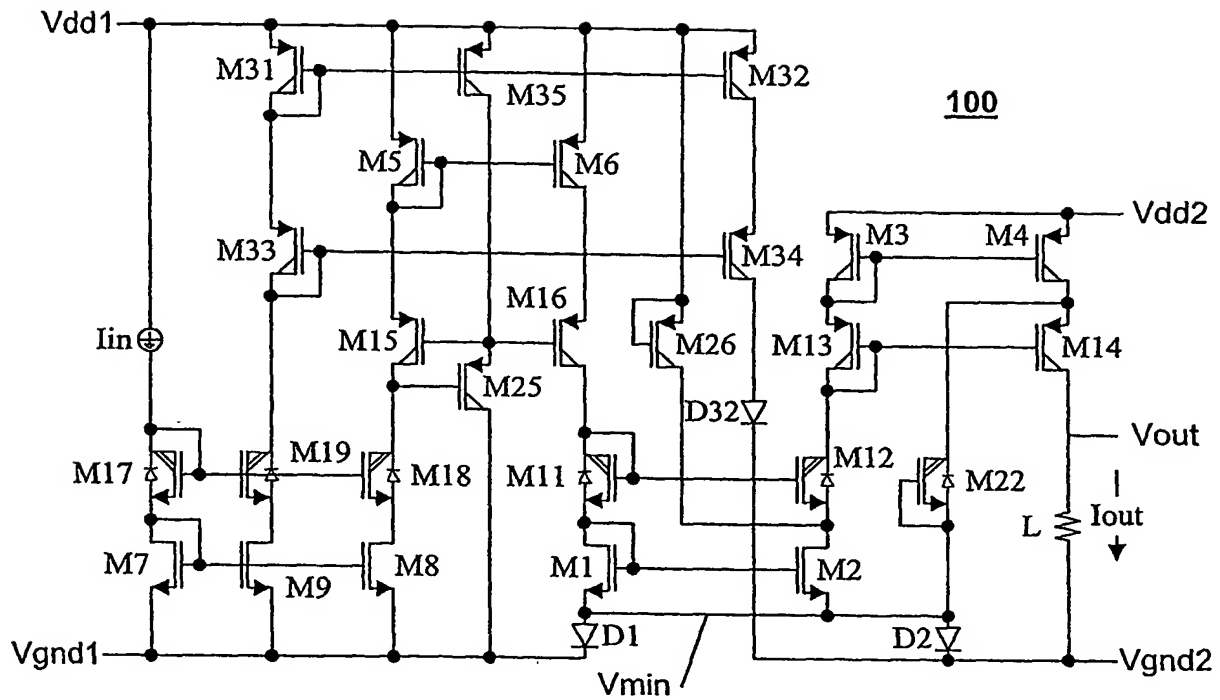 Vdd1
M31
M35
M32
100
M5
M6
Vdd2
M33
M34
M3
M4
Iin
M16
M15
M26
M13
M14
M25
D32
Vout
M17
M19
M18
M11
M12
M22
L
Iout
M7
M9
M8
M1
M2
D1
D2
Vgnd1
Vmin
Vgnd2